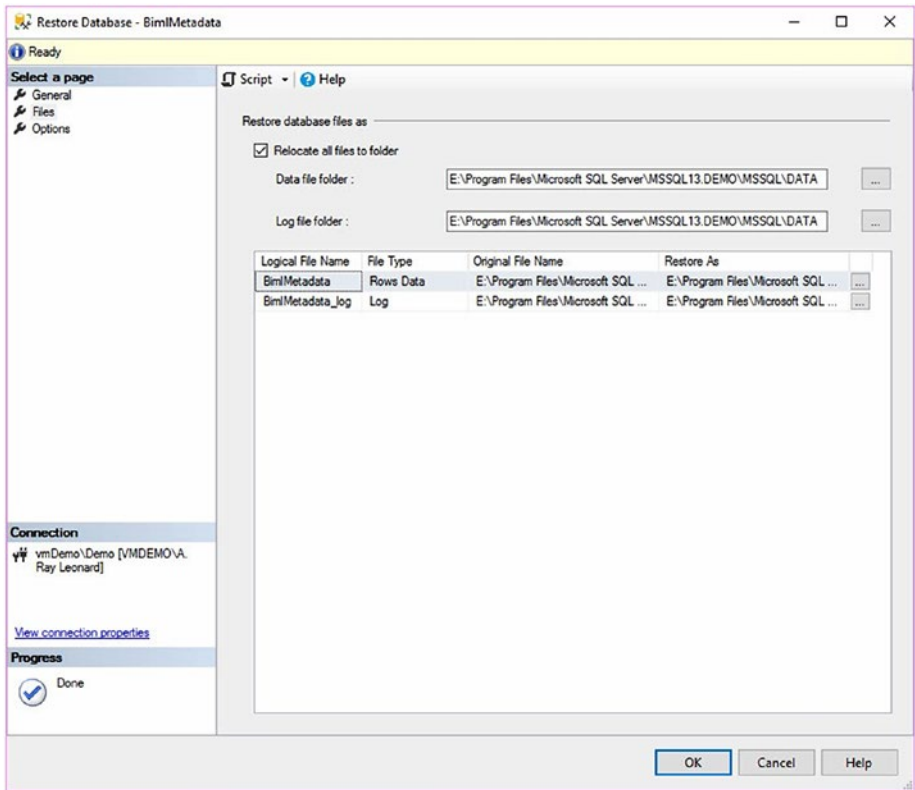 Restore Database - BimlMetadata
Ready
Select a page
General
Files
Options
Script Help
Restore database files as
Relocate all files to folder
Data file folder : E:\Program Files\Microsoft SQL Server\MSSQL13.DEMO\MSSQL\DATA ...
Log file folder : E:\Program Files\Microsoft SQL Server\MSSQL13.DEMO\MSSQL\DATA ...
Logical File Name File Type Original File Name Restore As
BimlMetadata Rows Data E:\Program Files\Microsoft SQL ... E:\Program Files\Microsoft SQL ... ...
BimlMetadata_log Log E:\Program Files\Microsoft SQL ... E:\Program Files\Microsoft SQL ... ...
Connection
vmDemo\Demo [VMDEMO\A.
Ray Leonard]
View connection properties
Progress
Done
OK Cancel Help